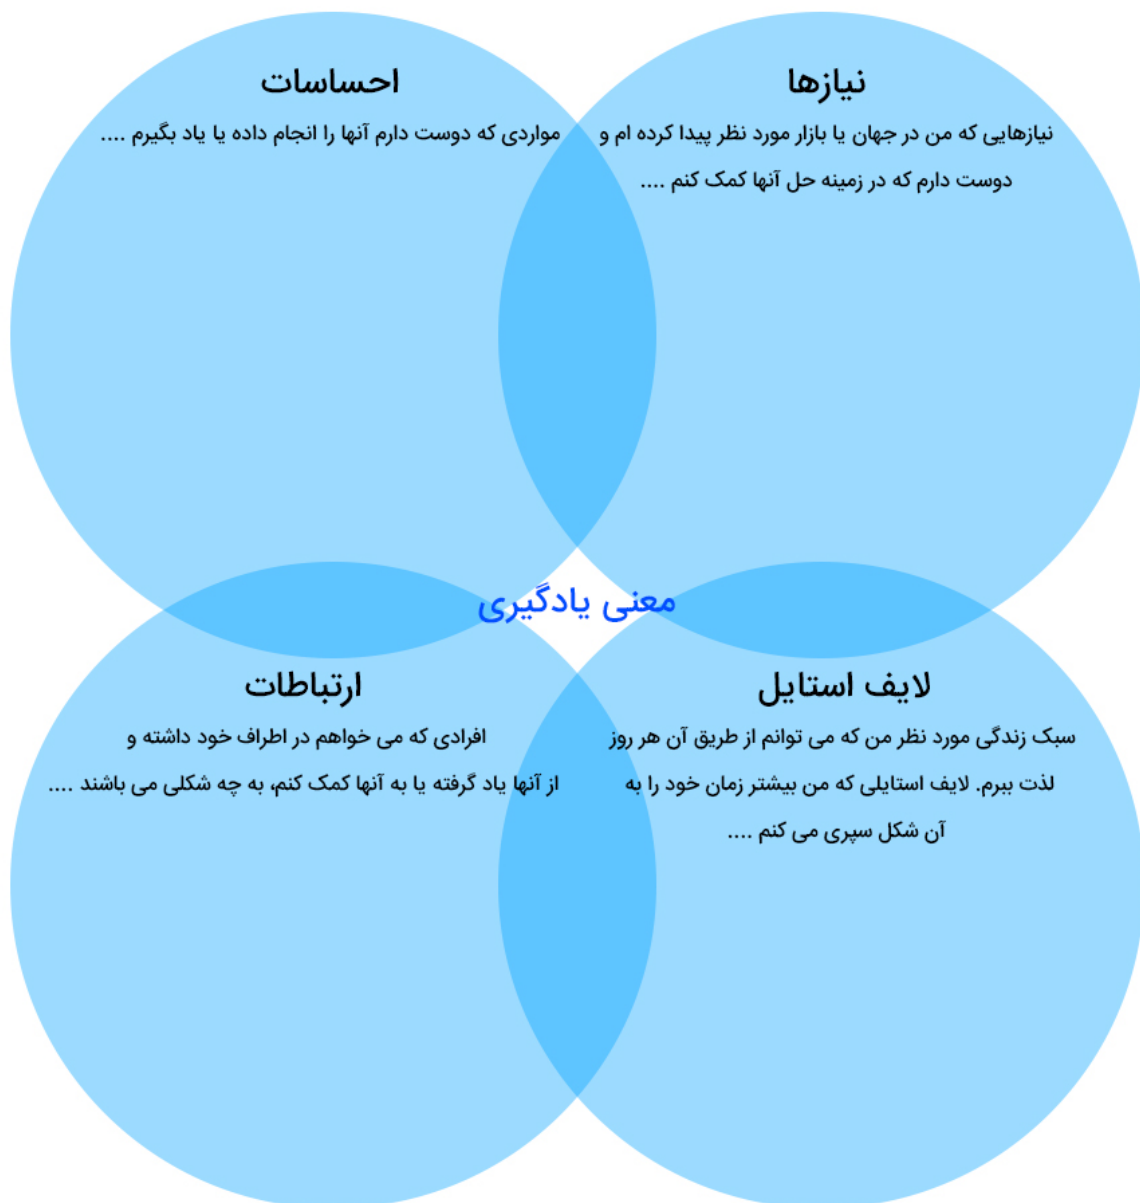 نیازها
نیازهایی که من در جهان یا بازار مورد نظر پیدا کرده ام و
دوست دارم که در زمینه حل آنها کمک کنم ....
احساسات
مواردی که دوست دارم آنها را انجام داده یا یاد بگیرم ....
معنی یادگیری
لایف استایل
سبک زندگی مورد نظر من که می توانم از طریق آن هر روز
لذت ببرم. لایف استایلی که من بیشتر زمان خود را به
آن شکل سپری می کنم ....
ارتباطات
افرادی که می خواهم در اطراف خود داشته و
از آنها یاد گرفته یا به آنها کمک کنم، به چه شکلی می باشند ....